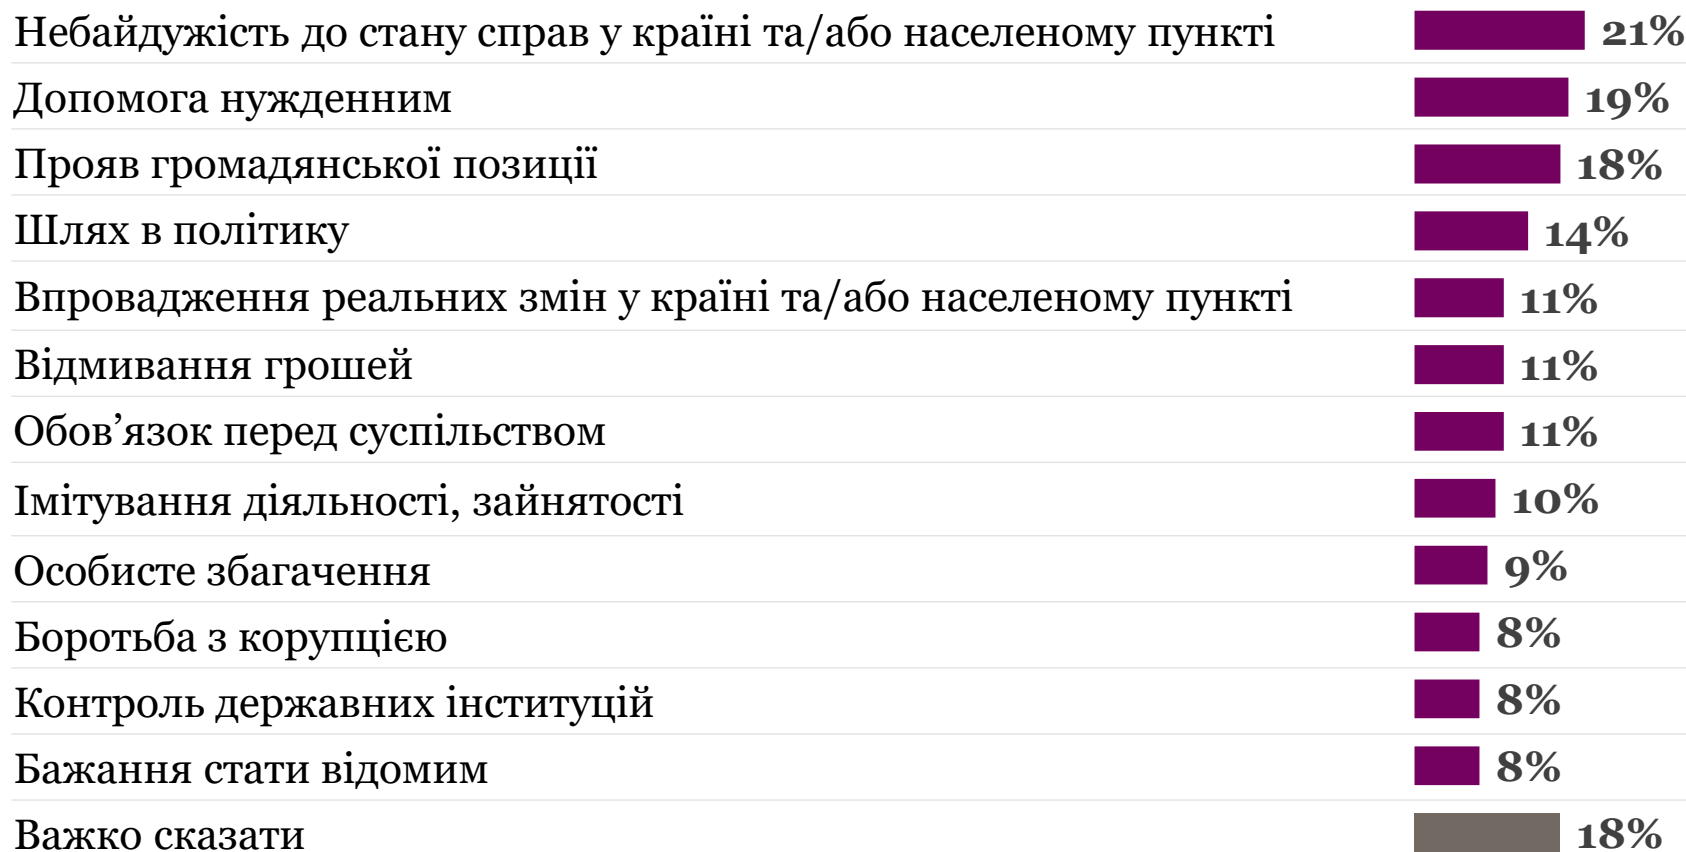 Небайдужість до стану справ у країні та/або населеному пункті 21%
Допомога нужденним 19%
Прояв громадянської позиції 18%
Шлях в політику 14%
Впровадження реальних змін у країні та/або населеному пункті 11%
Відмивання грошей 11%
Обов’язок перед суспільством 11%
Імітування діяльності, зайнятості 10%
Особисте збагачення 9%
Боротьба з корупцією 8%
Контроль державних інституцій 8%
Бажання стати відомим 8%
Важко сказати 18%